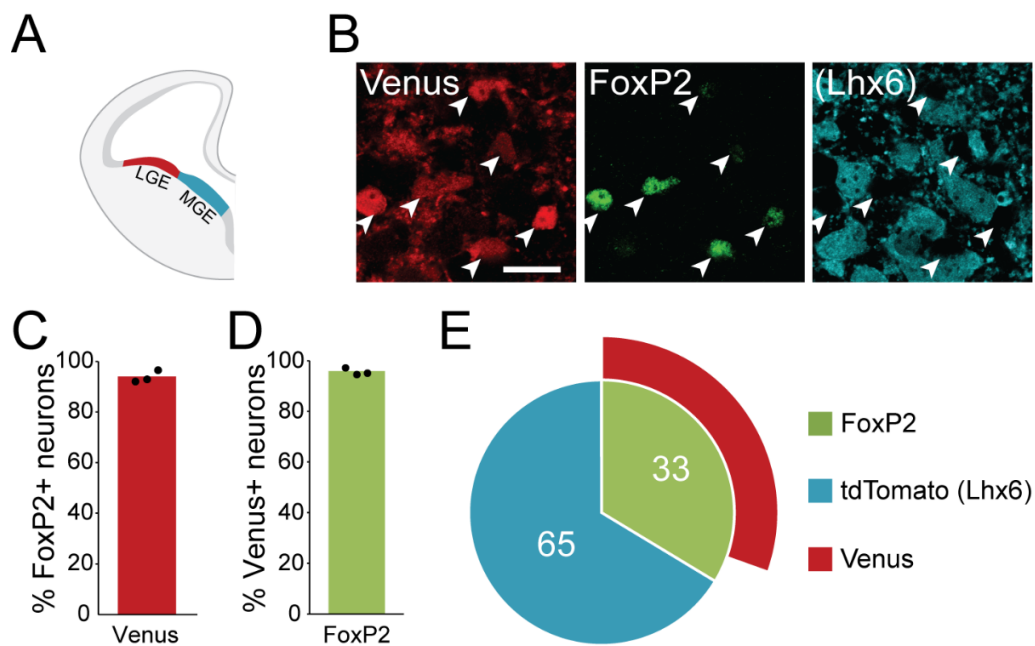 A
LGE
MGE
B
Venus
FoxP2
(Lhx6)
C
% FoxP2+ neurons
100
80
60
40
20
0
Venus
D
% Venus+ neurons
100
80
60
40
20
0
FoxP2
E
33
65
FoxP2
tdTomato (Lhx6)
Venus